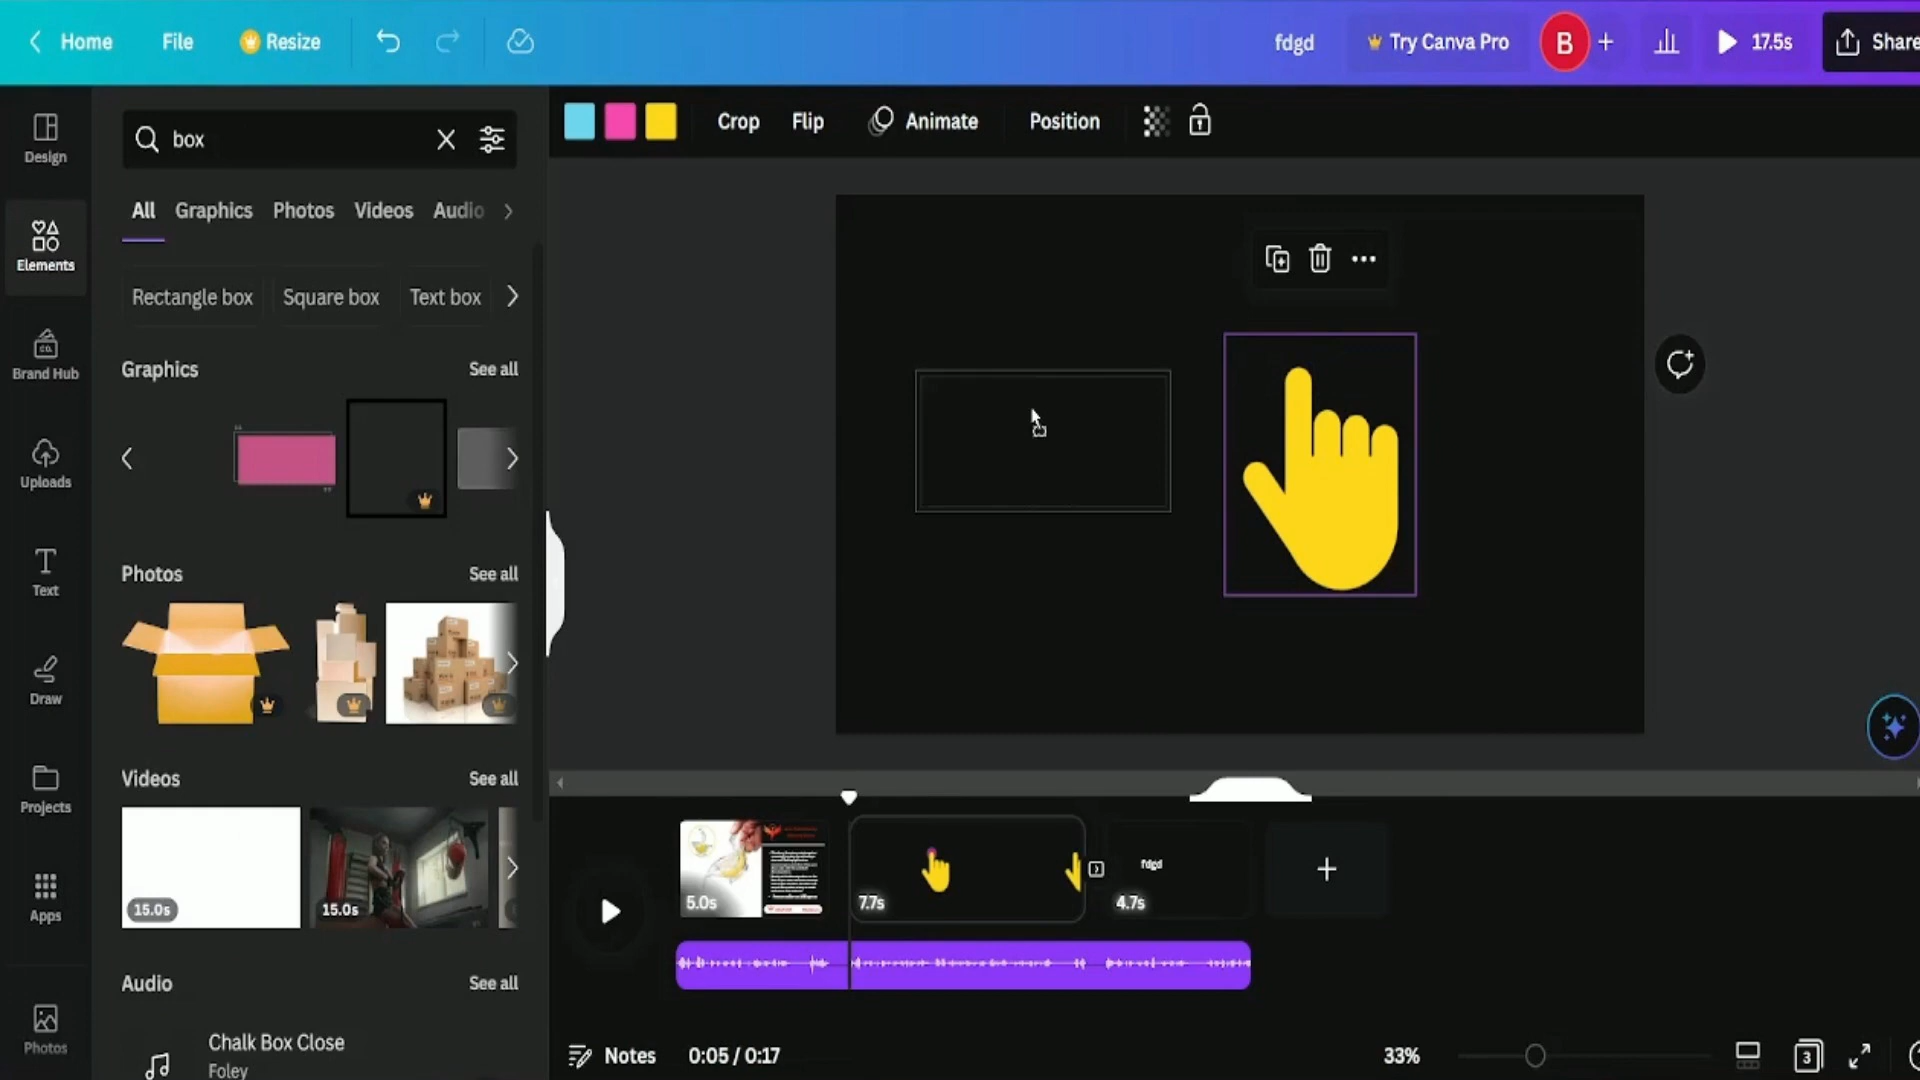 Home File Resize fdgd Try Canva Pro B + 17.5s Share
Crop Flip Animate Position
Design
box
All Graphics Photos Videos Audio
Elements
Rectangle box Square box Text box
Brand Hub
CO.
Graphics See all
Uploads
Text
Photos See all
Draw
Projects
Videos See all
15.0s 15.0s
Apps
5.0s 7.7s fdgd 4.7s
Audio See all
Photos
Chalk Box Close
Foley
Notes 0:05 / 0:17 33% 3